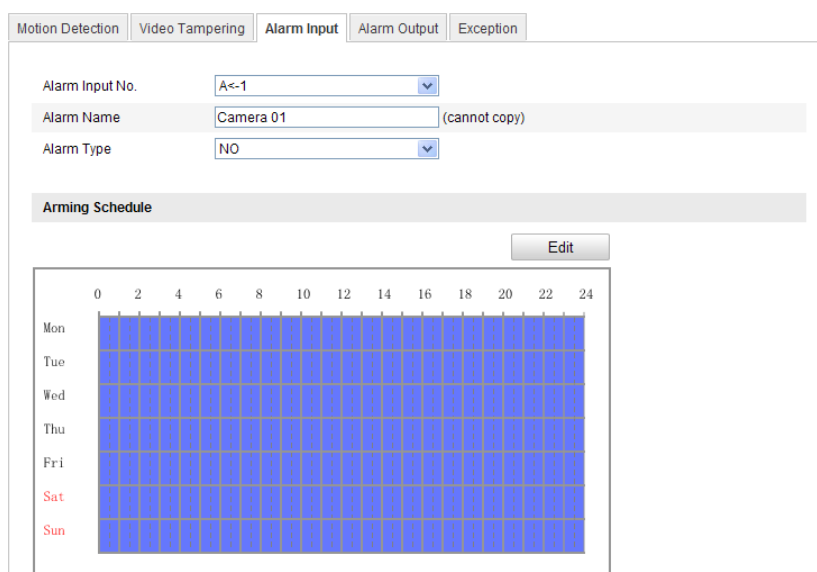 Motion Detection Video Tampering Alarm Input Alarm Output Exception
Alarm Input No. A<-1
Alarm Name Camera 01 (cannot copy)
Alarm Type NO
Arming Schedule
Edit
0 2 4 6 8 10 12 14 16 18 20 22 24
Mon
Tue
Wed
Thu
Fri
Sat
Sun